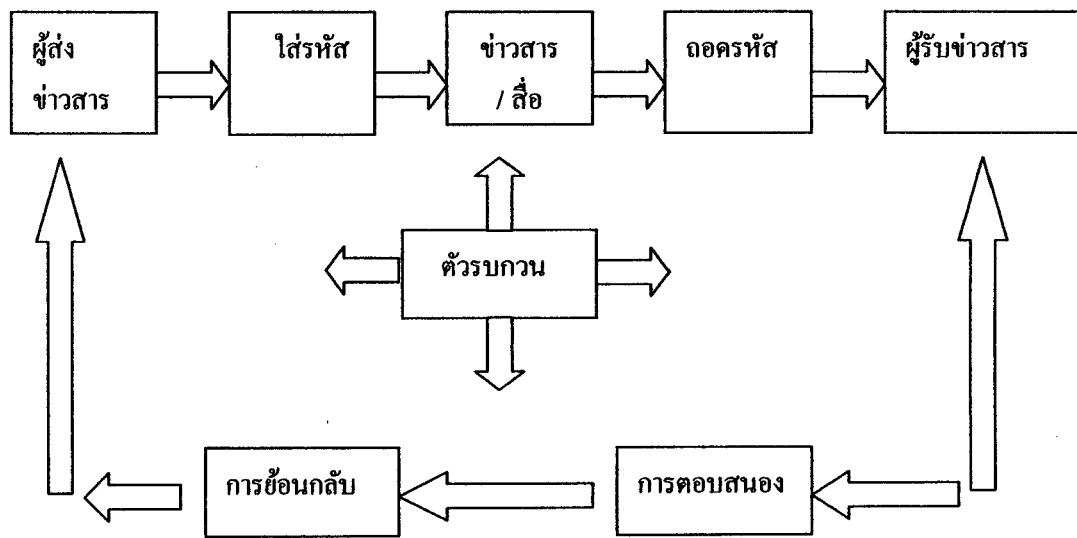 ผู้ส่ง
ข่าวสาร
ใส่รหัส
ข่าวสาร
/ สื่อ
ถอดรหัส
ผู้รับข่าวสาร
ตัวรบกวน
การย้อนกลับ
การตอบสนอง